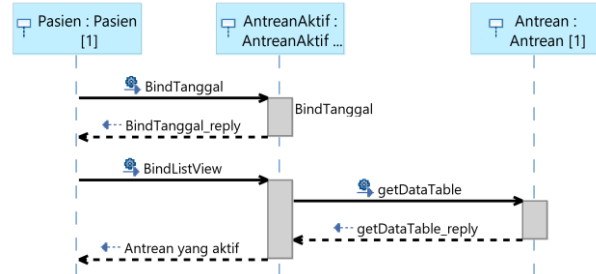 Pasien : Pasien
[1]
AntreanAktif :
AntreanAktif ...
Antrean :
Antrean [1]
BindTanggal
BindTanggal
BindTanggal_reply
BindListView
getDataTable
getDataTable_reply
Antrean yang aktif